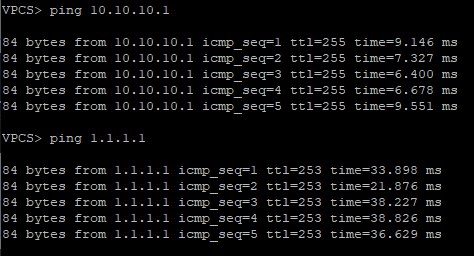 VPCS> ping 10.10.10.1
84 bytes from 10.10.10.1 icmp_seq=1 ttl=255 time=9.146 ms
84 bytes from 10.10.10.1 icmp_seq=2 ttl=255 time=7.327 ms
84 bytes from 10.10.10.1 icmp_seq=3 ttl=255 time=6.400 ms
84 bytes from 10.10.10.1 icmp_seq=4 ttl=255 time=6.678 ms
84 bytes from 10.10.10.1 icmp_seq=5 ttl=255 time=9.551 ms
VPCS> ping 1.1.1.1
84 bytes from 1.1.1.1 icmp_seq=1 ttl=253 time=33.898 ms
84 bytes from 1.1.1.1 icmp_seq=2 ttl=253 time=21.876 ms
84 bytes from 1.1.1.1 icmp_seq=3 ttl=253 time=38.227 ms
84 bytes from 1.1.1.1 icmp_seq=4 ttl=253 time=38.826 ms
84 bytes from 1.1.1.1 icmp_seq=5 ttl=253 time=36.629 ms